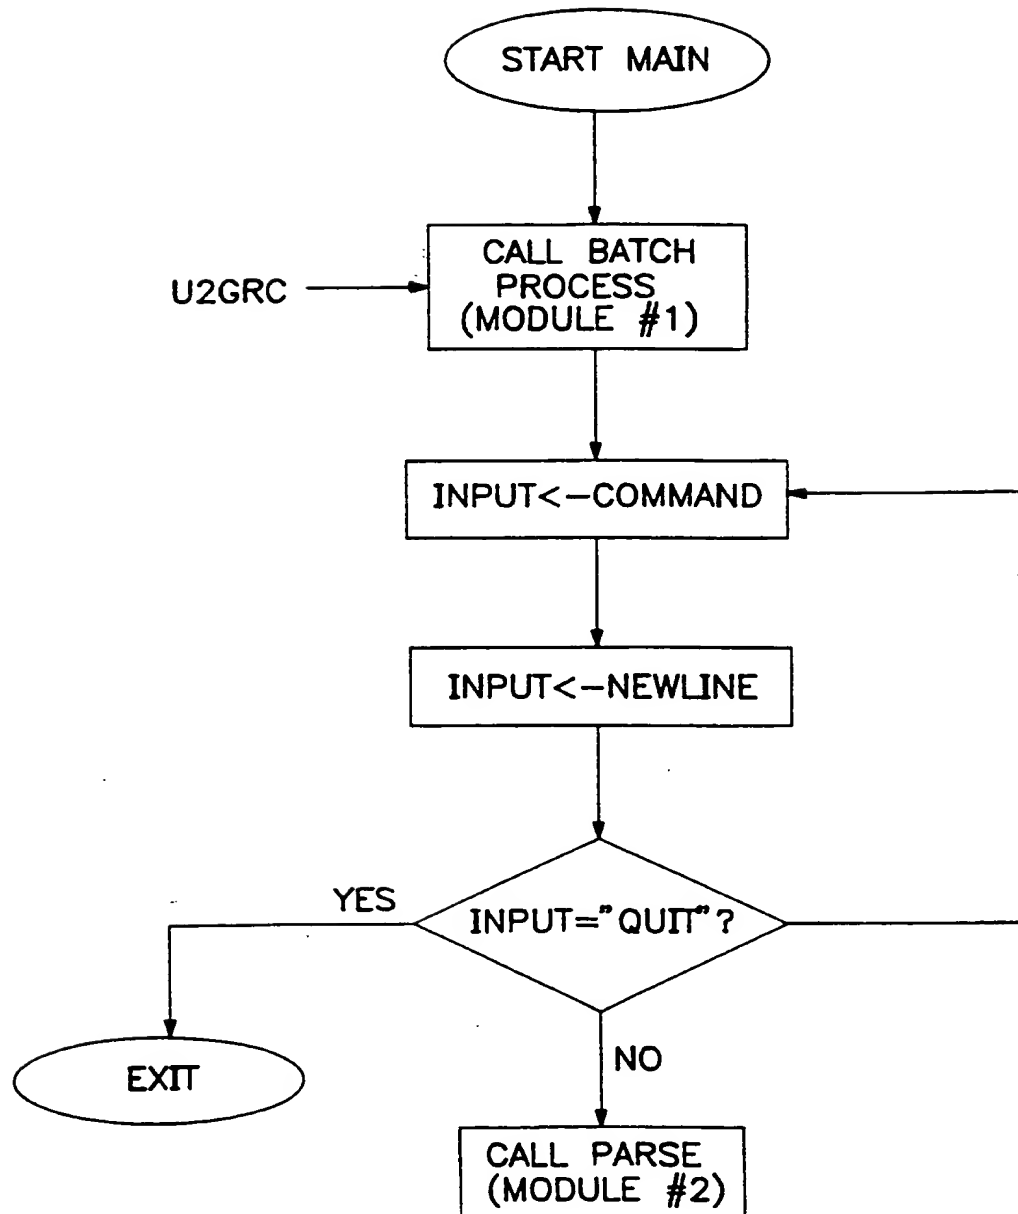 START MAIN
CALL BATCH
PROCESS
(MODULE #1)
U2GRC
INPUT<-COMMAND
INPUT<-NEWLINE
YES
INPUT="QUIT"?
NO
EXIT
CALL PARSE
(MODULE #2)